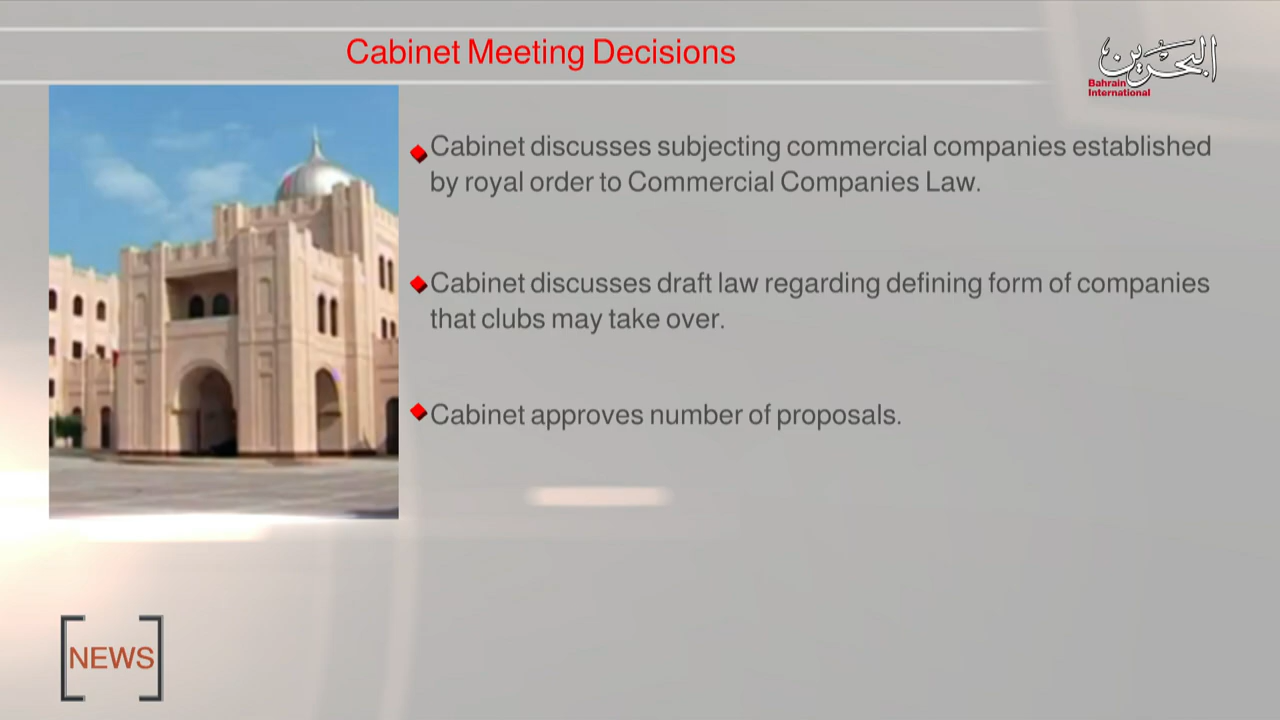 Cabinet Meeting Decisions
البحرين
Bahrain
International
Cabinet discusses subjecting commercial companies established
by royal order to Commercial Companies Law.
Cabinet discusses draft law regarding defining form of companies
that clubs may take over.
Cabinet approves number of proposals.
NEWS